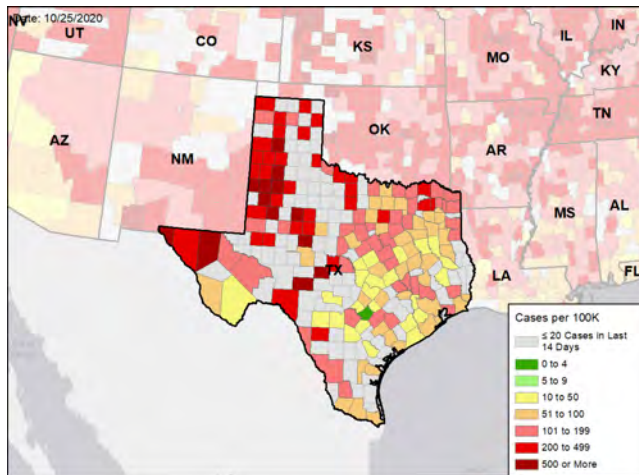 Date: 10/25/2020
NV
UT
CO
KS
MO
IL
IN
KY
AZ
NM
OK
AR
TN
MS
AL
TX
LA
FL
Cases per 100K
≤ 20 Cases in Last
14 Days
0 to 4
5 to 9
10 to 50
51 to 100
101 to 199
200 to 499
500 or More